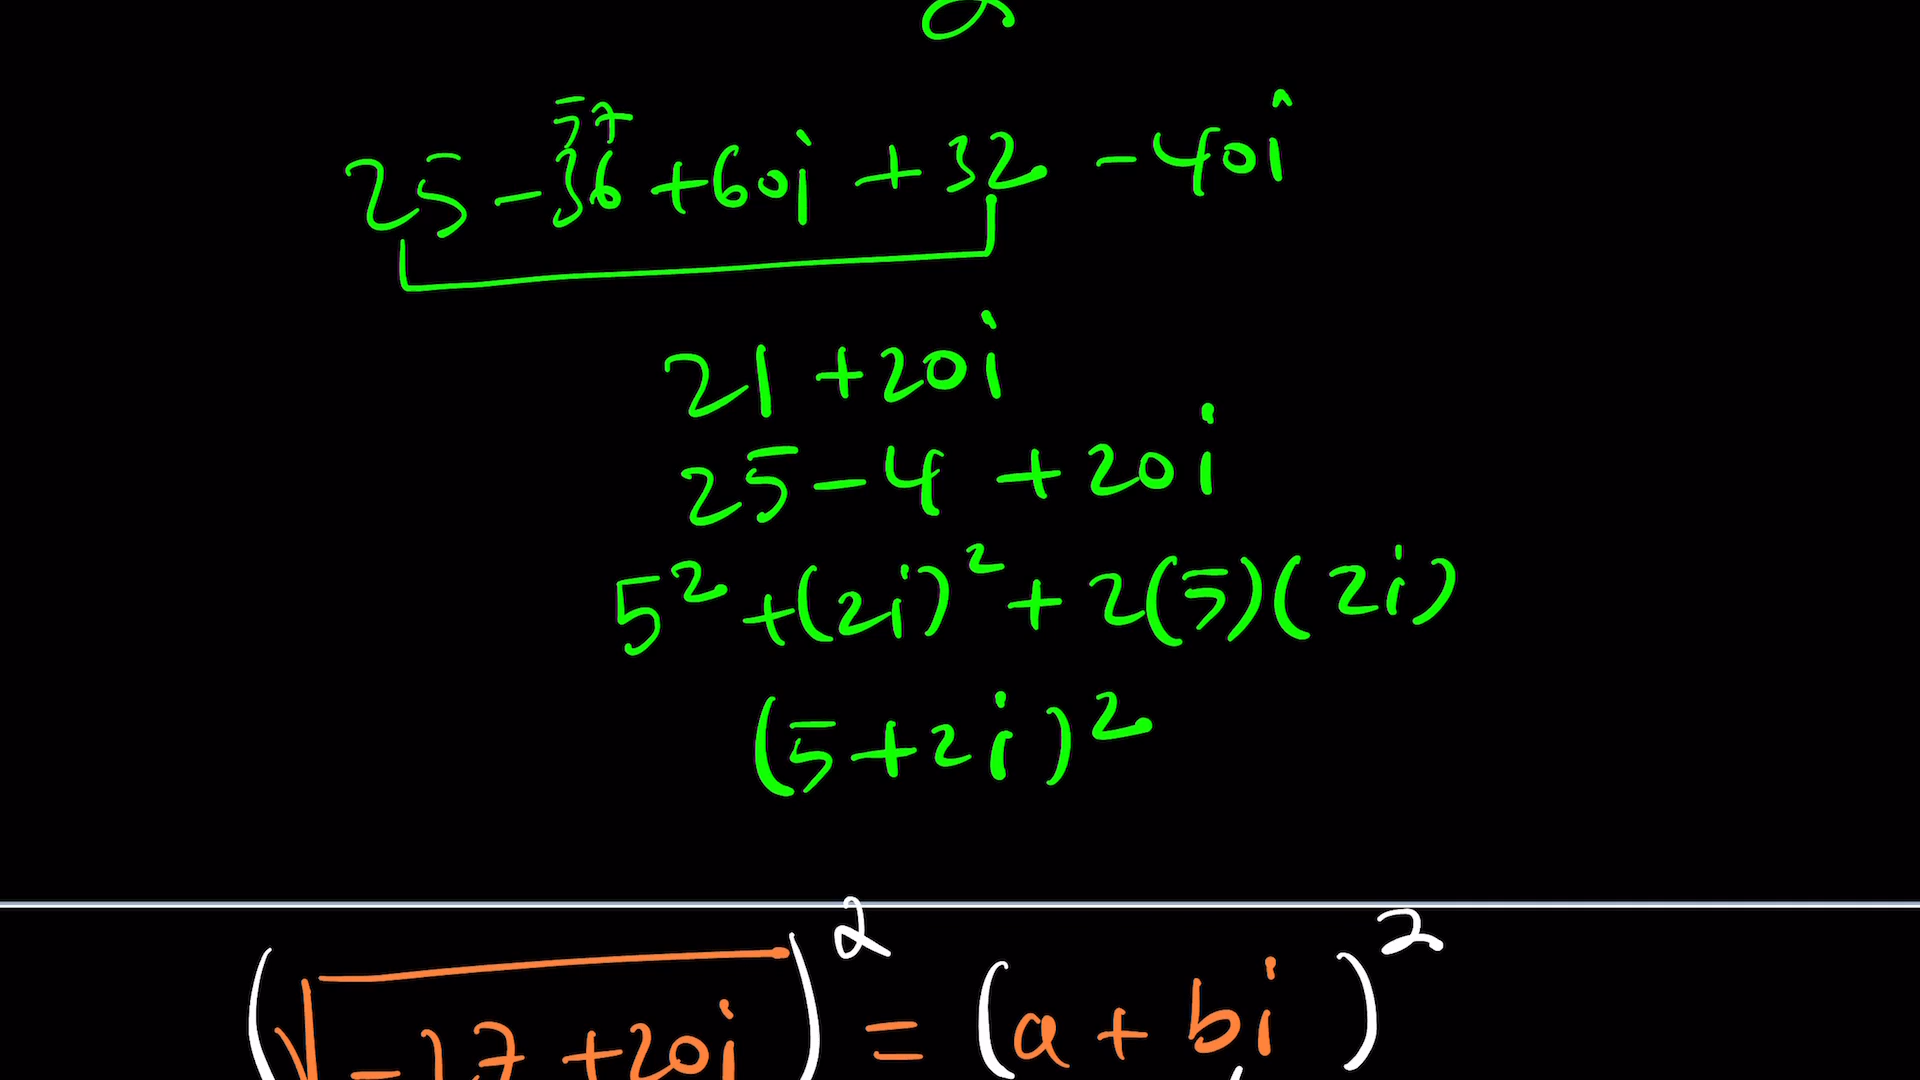 57
25 - 36 + 60i + 32 - 40i
21 + 20i
25 - 4 + 20i
5² + (2i)² + 2(5)(2i)
(5 + 2i)²
(√-17 + 20i)² = (a + bi)²